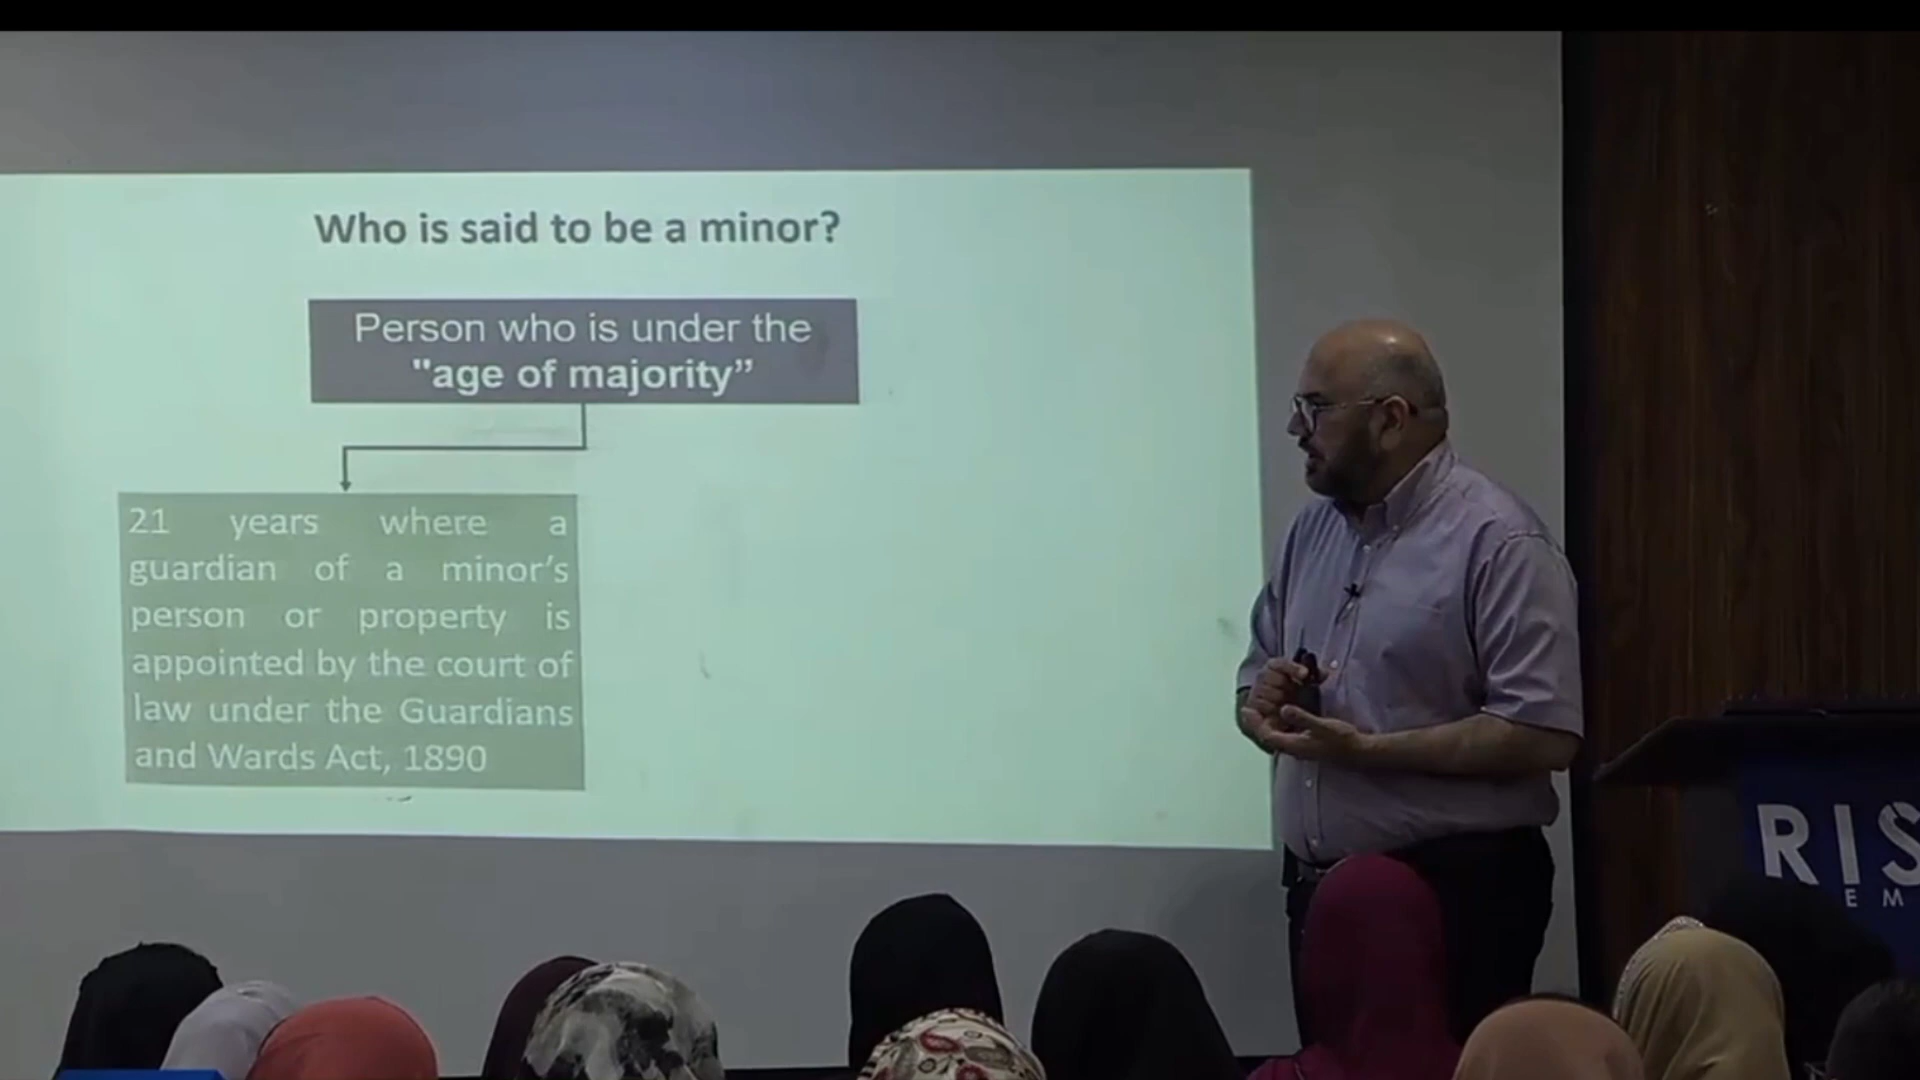 Who is said to be a minor?
Person who is under the
"age of majority”
21 years where a
guardian of a minor’s
person or property is
appointed by the court of
law under the Guardians
and Wards Act, 1890
RIS
E M